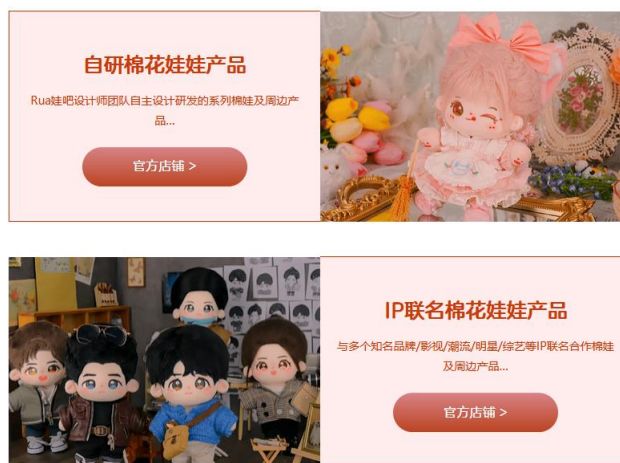 自研棉花娃娃产品
Rua娃吧设计师团队自主设计研发的系列棉娃及周边产
品...
官方店铺 >
IP联名棉花娃娃产品
与多个知名品牌/影视/潮流/明星/综艺等IP联名合作棉娃
及周边产品...
官方店铺 >